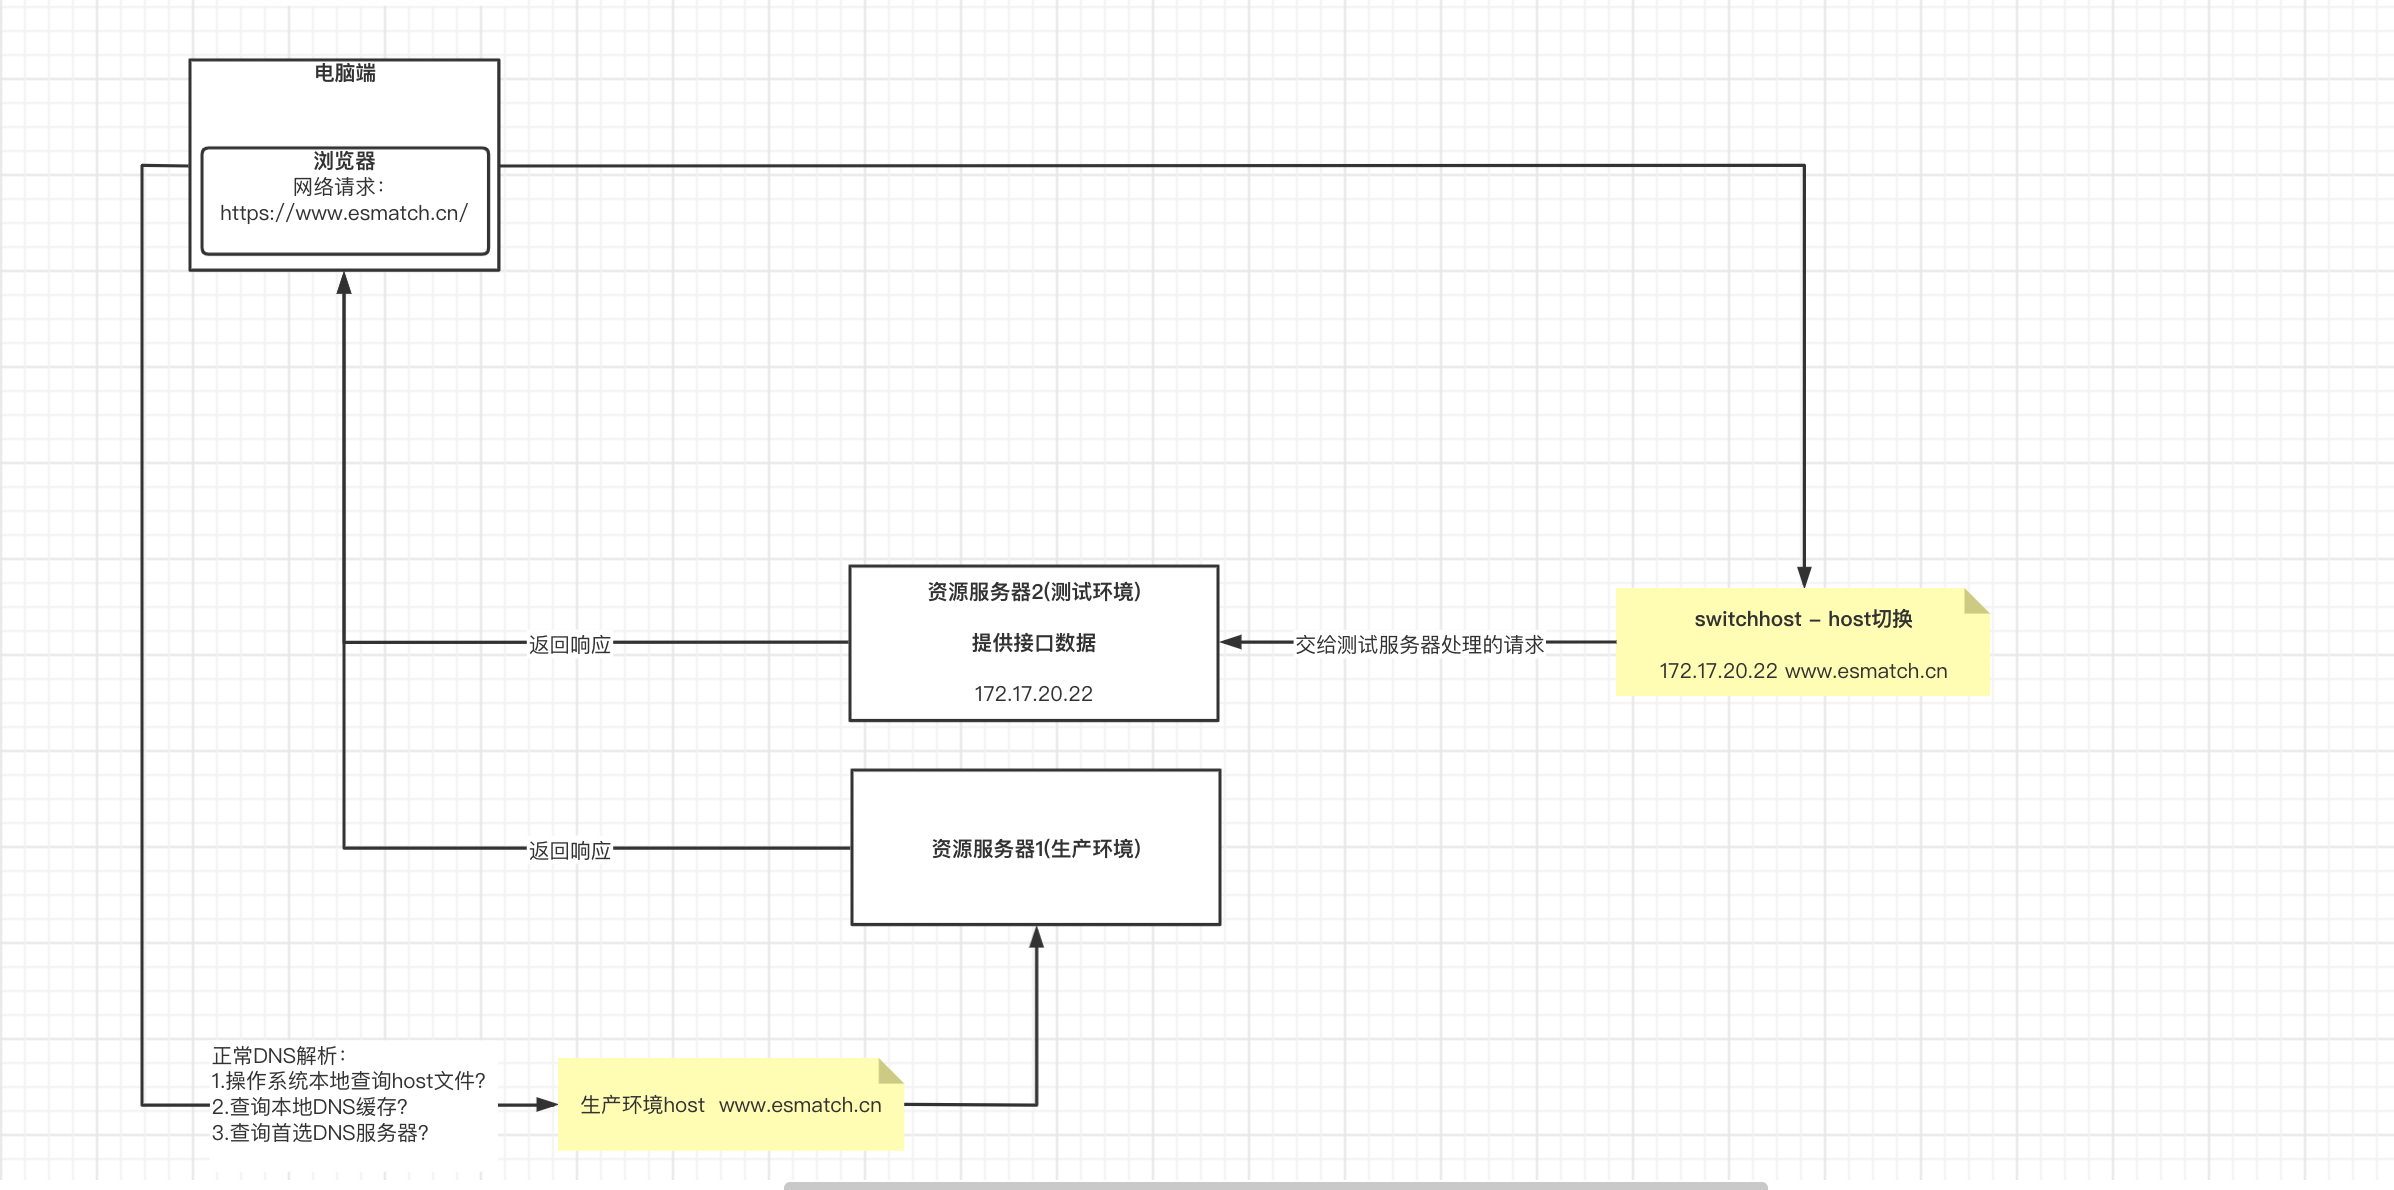 电脑端
浏览器
网络请求：
https://www.esmatch.cn/
资源服务器2(测试环境)
提供接口数据
172.17.20.22
返回响应
交给测试服务器处理的请求
switchhost - host切换
172.17.20.22 www.esmatch.cn
资源服务器1(生产环境)
返回响应
正常DNS解析：
1.操作系统本地查询host文件?
2.查询本地DNS缓存?
3.查询首选DNS服务器?
生产环境host  www.esmatch.cn